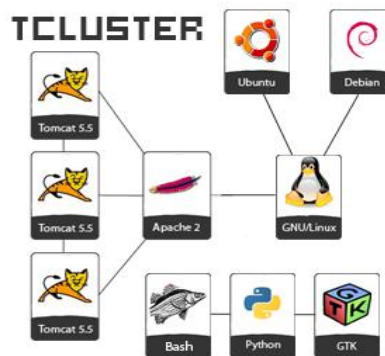 TCLUSTER
Ubuntu
Debian
Tomcat 5.5
Tomcat 5.5
Apache 2
GNU/Linux
Tomcat 5.5
Bash
Python
GTK
GTK